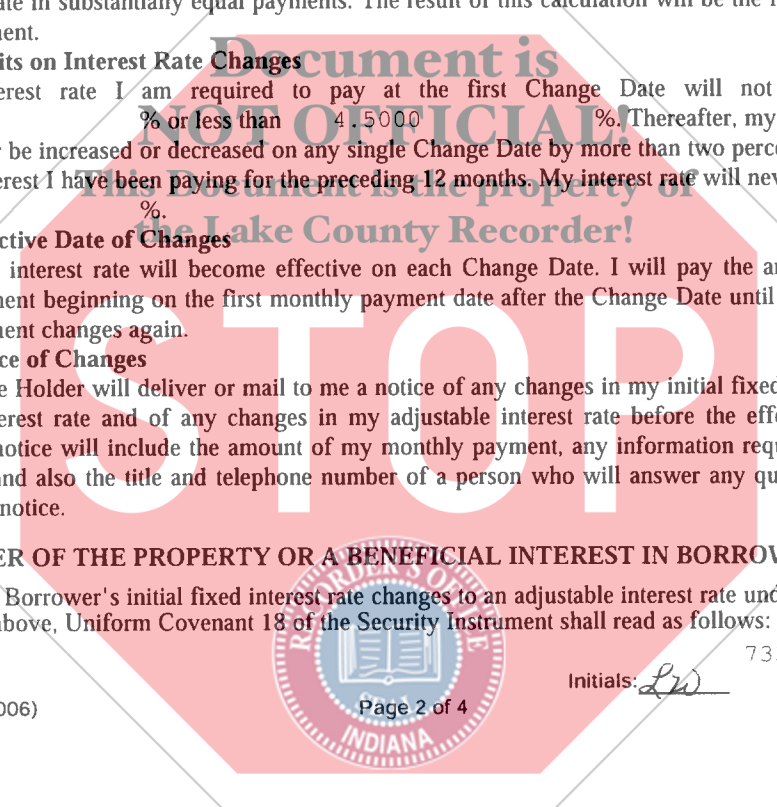 ate in substantially equal payments. The result of this calculation will be the
ent.
its on Interest Rate Changes
erest rate I am required to pay at the first Change Date will not
% or less than 4.5000 %. Thereafter, my
be increased or decreased on any single Change Date by more than two perce
erest I have been paying for the preceding 12 months. My interest rate will nev
%.
ctive Date of Changes
interest rate will become effective on each Change Date. I will pay the a
ent beginning on the first monthly payment date after the Change Date until
ent changes again.
ce of Changes
e Holder will deliver or mail to me a notice of any changes in my initial fixed
erest rate and of any changes in my adjustable interest rate before the effe
notice will include the amount of my monthly payment, any information requ
nd also the title and telephone number of a person who will answer any qu
notice.
ER OF THE PROPERTY OR A BENEFICIAL INTEREST IN BORROW
Borrower's initial fixed interest rate changes to an adjustable interest rate und
above, Uniform Covenant 18 of the Security Instrument shall read as follows:
73
Initials: LW
006)
Page 2 of 4
Document is
NOT OFFICIAL!
This Document is the property of
the Lake County Recorder!
STOP
RECORDER'S OFFICE
SEAL
INDIANA